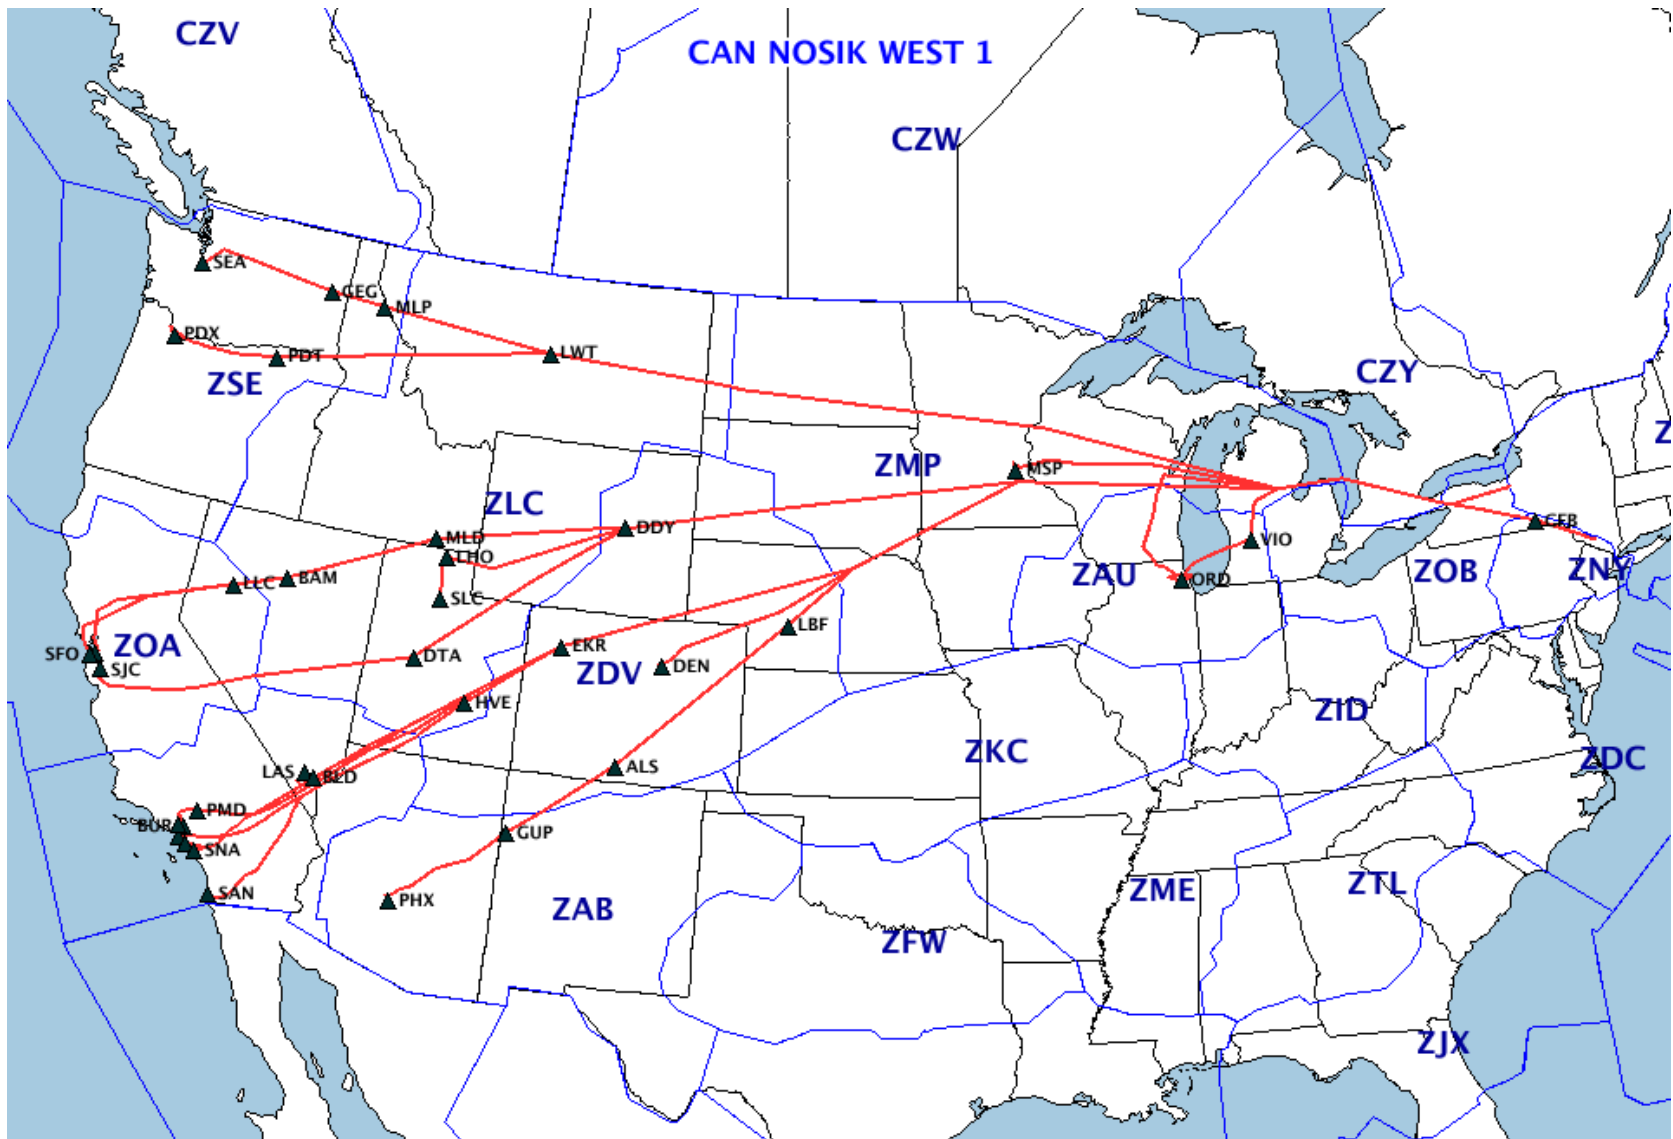 CZV
CAN NOSIK WEST 1
CZW
SEA
GEG
MLP
PDX
PDT
LWT
ZSE
CZY
Z
ZMP
MSP
ZLC
DDY
MLD
LHO
CFB
VIO
ZAU
ORD
ZOB
ZNY
LLC
BAM
SLC
LBF
SFO
ZOA
SJC
DTA
EKR
ZDV
DEN
HVE
ZID
ZKC
ZDC
LAS
BLD
ALS
PMD
BUR
SNA
GUP
SAN
PHX
ZAB
ZME
ZTL
ZFW
ZJX